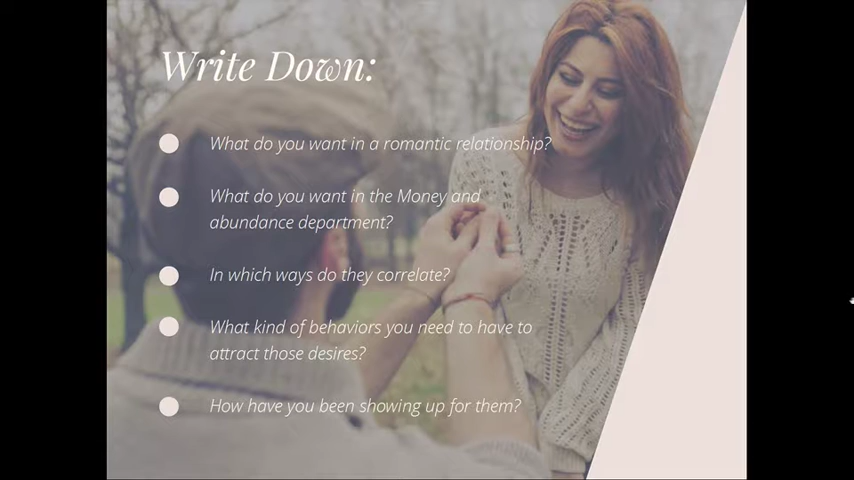 Write Down:
What do you want in a romantic relationship?
What do you want in the Money and
abundance department?
In which ways do they correlate?
What kind of behaviors you need to have to
attract those desires?
How have you been showing up for them?